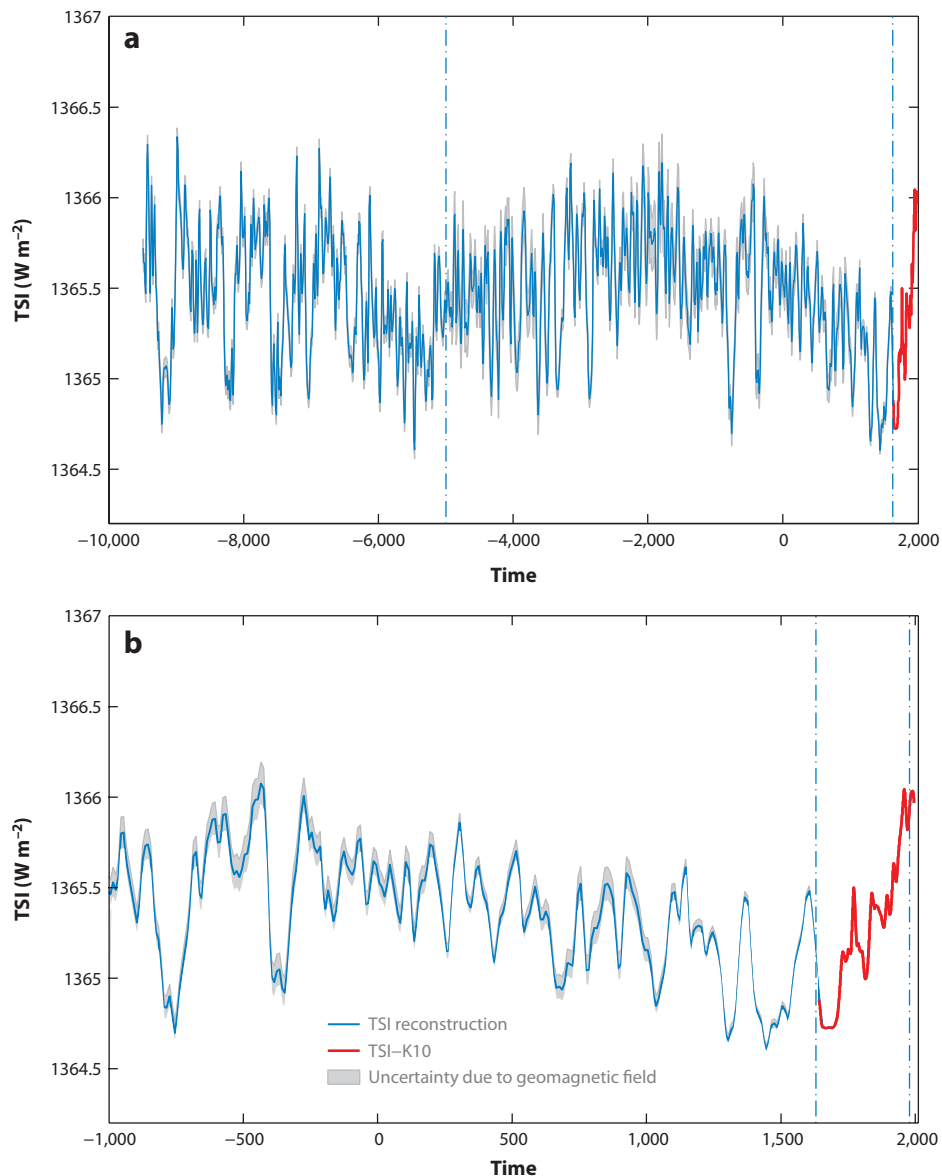 a
1367
1366.5
1366
1365.5
1365
1364.5
TSI (W m⁻²)
−10,000 −8,000 −6,000 −4,000 −2,000 0 2,000
Time
b
1367
1366.5
1366
1365.5
1365
1364.5
TSI (W m⁻²)
TSI reconstruction
TSI−K10
Uncertainty due to geomagnetic field
−1,000 −500 0 500 1,000 1,500 2,000
Time